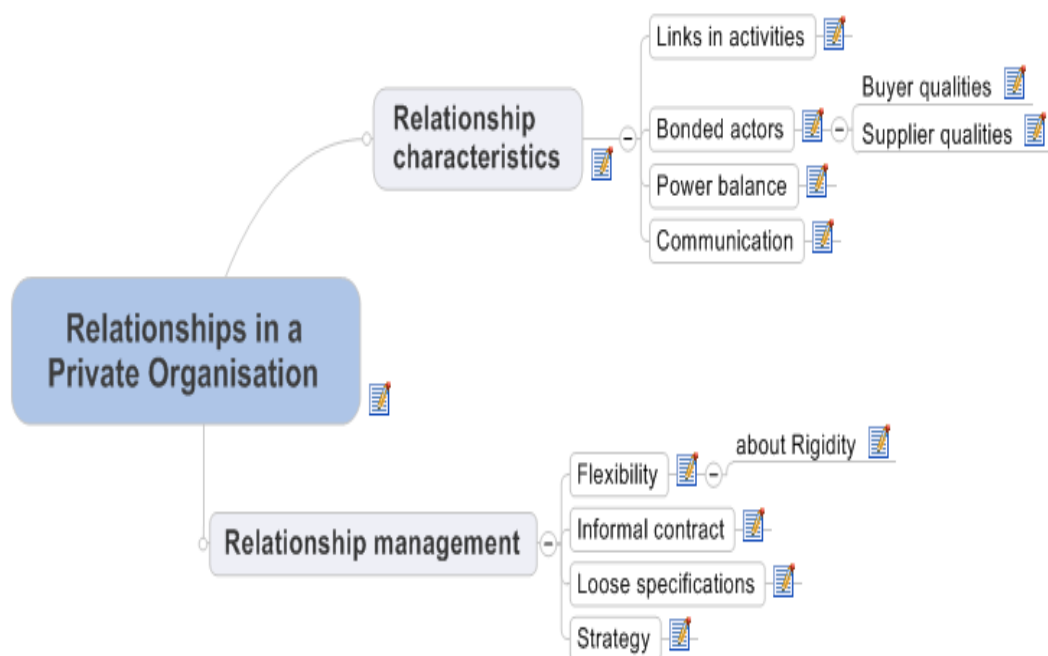 Links in activities
Buyer qualities
Relationship
characteristics
Bonded actors
Supplier qualities
Power balance
Communication
Relationships in a
Private Organisation
about Rigidity
Flexibility
Informal contract
Relationship management
Loose specifications
Strategy